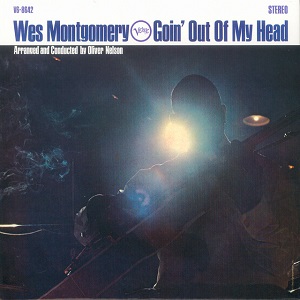 V6-8642 STEREO
Wes Montgomery Verve Goin' Out Of My Head
Arranged and Conducted by Oliver Nelson